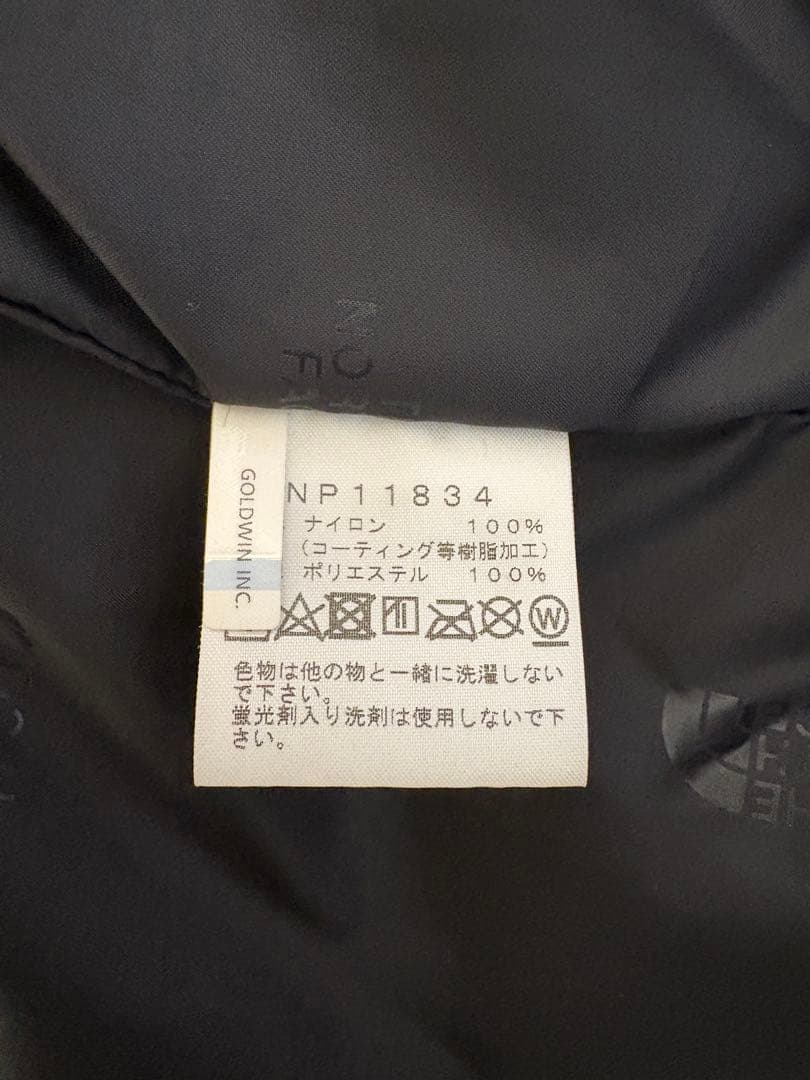 GOLDWIN INC.
NP11834
ナイロン 100%
(コーティング等樹脂加工)
ポリエステル 100%
W
色物は他の物と一緒に洗濯しない
で下さい。
蛍光剤入り洗剤は使用しないで下
さい。